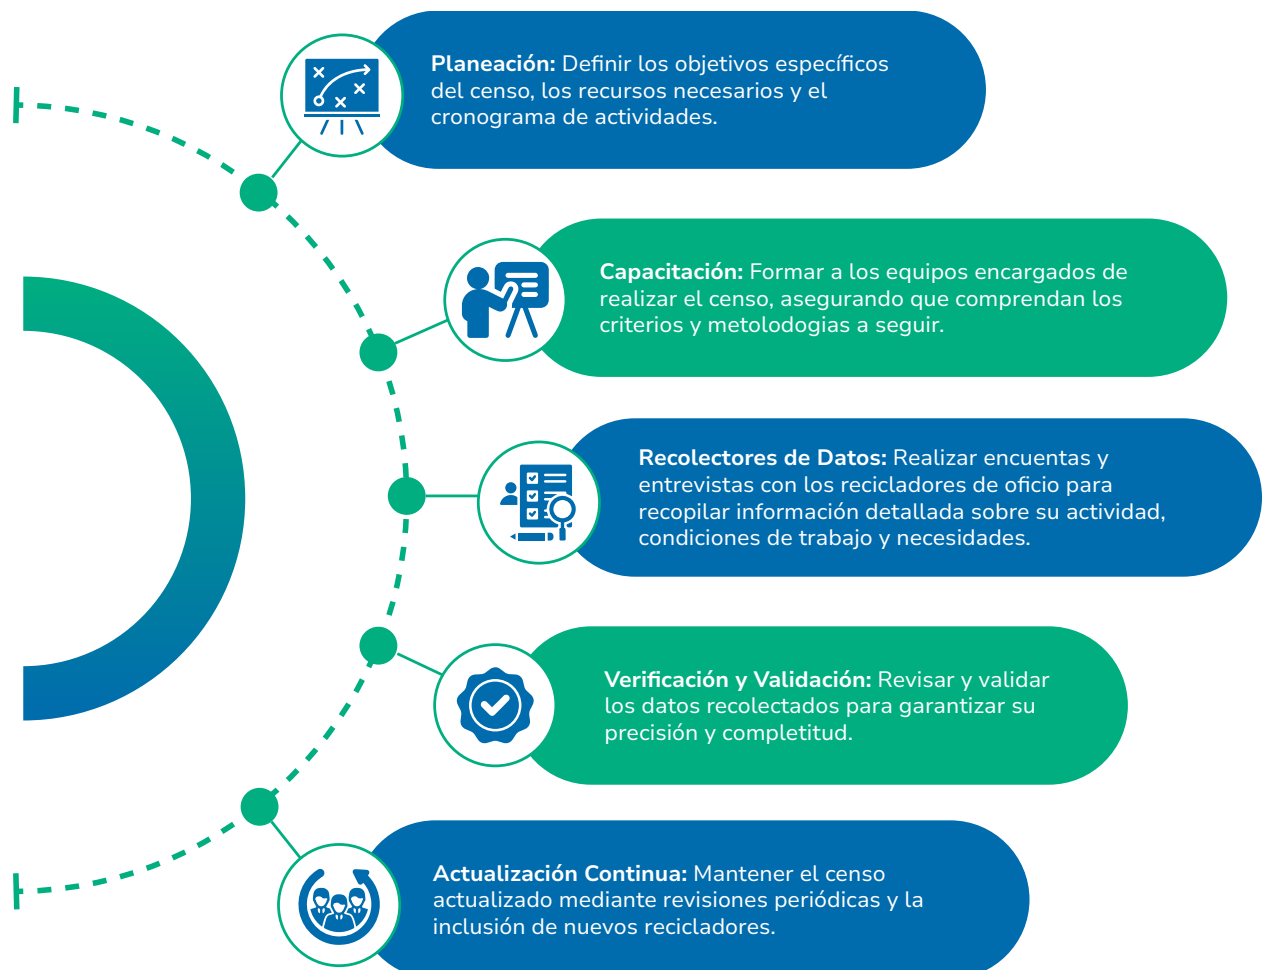 Planeación: Definir los objetivos específicos
del censo, los recursos necesarios y el
cronograma de actividades.
Capacitación: Formar a los equipos encargados de
realizar el censo, asegurando que comprendan los
criterios y metolodogias a seguir.
Recolectores de Datos: Realizar encuentas y
entrevistas con los recicladores de oficio para
recopilar información detallada sobre su actividad,
condiciones de trabajo y necesidades.
Verificación y Validación: Revisar y validar
los datos recolectados para garantizar su
precisión y completitud.
Actualización Continua: Mantener el censo
actualizado mediante revisiones periódicas y la
inclusión de nuevos recicladores.